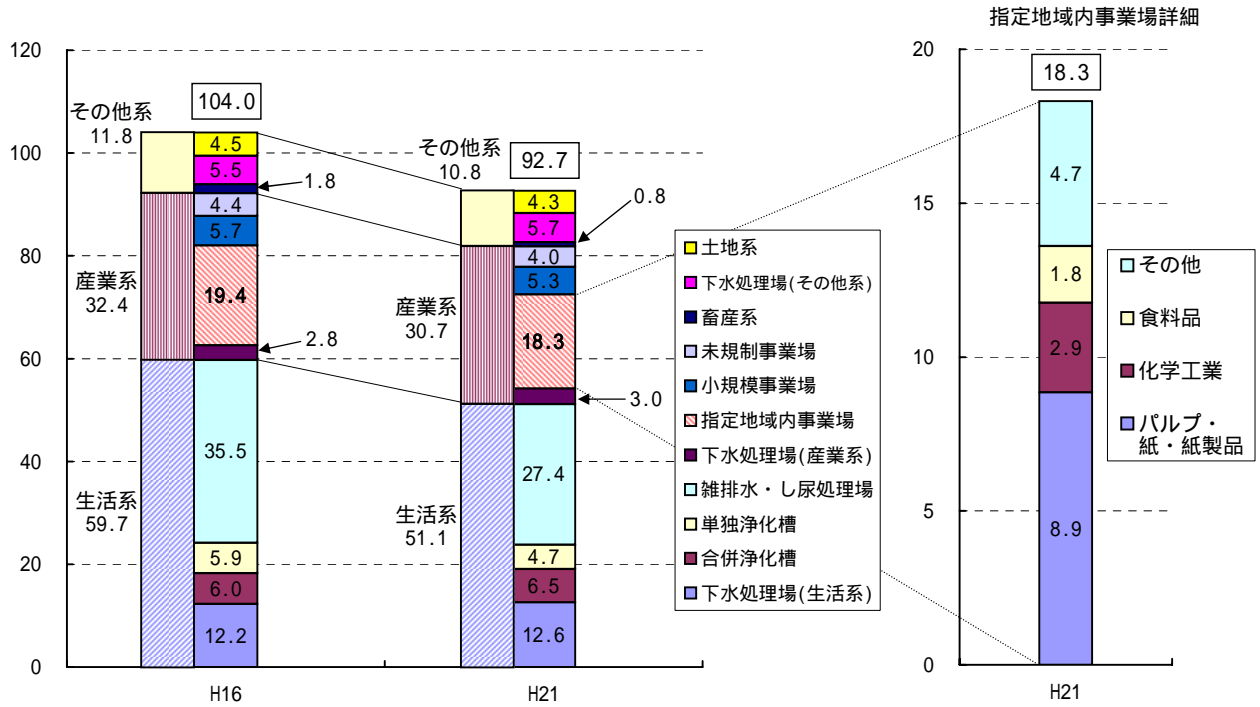 指定地域内事業場詳細
120
100
80
60
40
20
0
その他系
11.8
産業系
32.4
生活系
59.7
104.0
4.5
5.5
1.8
4.4
5.7
19.4
2.8
35.5
5.9
6.0
12.2
H16
その他系
10.8
産業系
30.7
生活系
51.1
92.7
4.3
5.7
0.8
4.0
5.3
18.3
3.0
27.4
4.7
6.5
12.6
H21
土地系
下水処理場(その他系)
畜産系
未規制事業場
小規模事業場
指定地域内事業場
下水処理場(産業系)
雑排水・し尿処理場
単独浄化槽
合併浄化槽
下水処理場(生活系)
20
15
10
5
0
18.3
4.7
1.8
2.9
8.9
H21
その他
食料品
化学工業
パルプ・
紙・紙製品